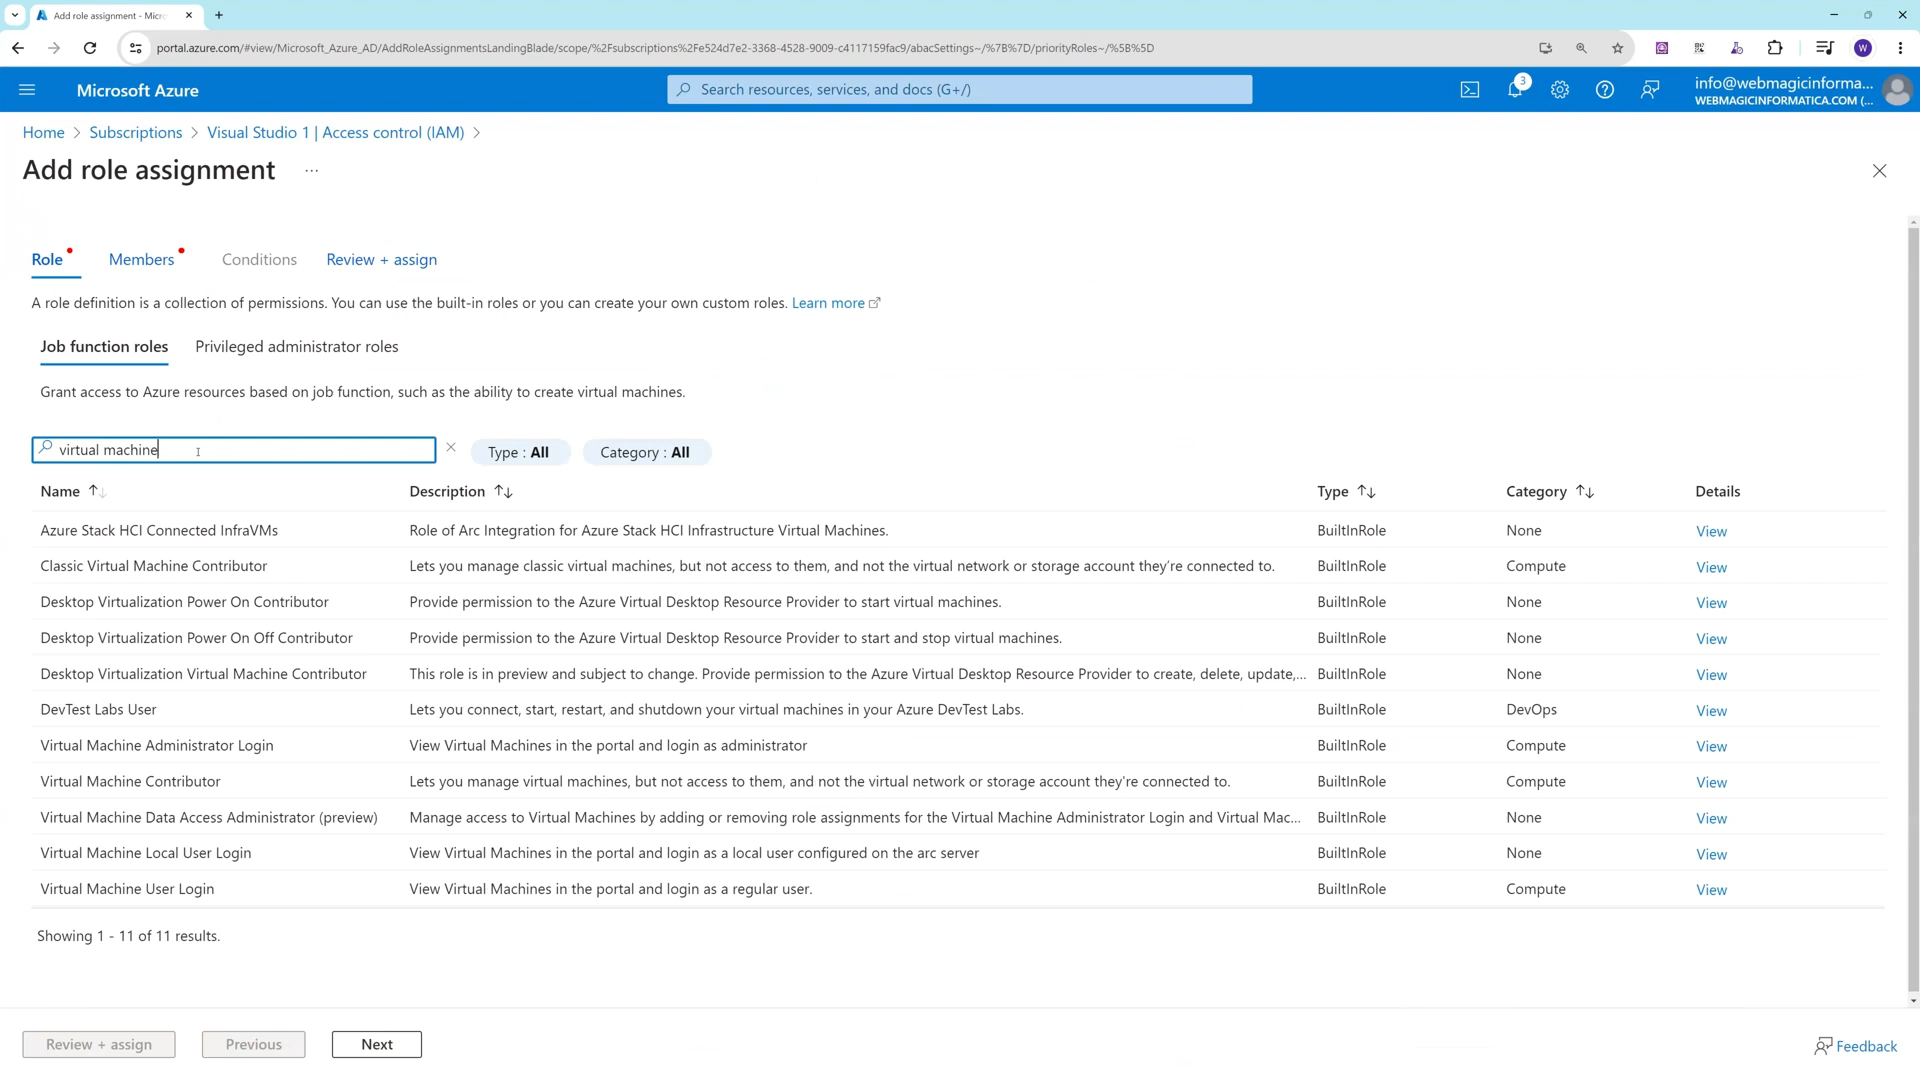 Add role assignment - Micro
portal.azure.com/#view/Microsoft_Azure_AD/AddRoleAssignmentsLandingBlade/scope/%2Fsubscriptions%2Fe524d7e2-3368-4528-9009-c4117159fac9/abacSettings~/%7B%7D/priorityRoles~/%5B%5D
W
Microsoft Azure
Search resources, services, and docs (G+/)
3
info@webmagicinforma...
WEBMAGICINFORMATICA.COM (...
Home > Subscriptions > Visual Studio 1 | Access control (IAM) >
Add role assignment ...
Role Members Conditions Review + assign
A role definition is a collection of permissions. You can use the built-in roles or you can create your own custom roles. Learn more
Job function roles Privileged administrator roles
Grant access to Azure resources based on job function, such as the ability to create virtual machines.
virtual machine Type : All Category : All
Name Description Type Category Details
Azure Stack HCI Connected InfraVMs Role of Arc Integration for Azure Stack HCI Infrastructure Virtual Machines. BuiltInRole None View
Classic Virtual Machine Contributor Lets you manage classic virtual machines, but not access to them, and not the virtual network or storage account they're connected to. BuiltInRole Compute View
Desktop Virtualization Power On Contributor Provide permission to the Azure Virtual Desktop Resource Provider to start virtual machines. BuiltInRole None View
Desktop Virtualization Power On Off Contributor Provide permission to the Azure Virtual Desktop Resource Provider to start and stop virtual machines. BuiltInRole None View
Desktop Virtualization Virtual Machine Contributor This role is in preview and subject to change. Provide permission to the Azure Virtual Desktop Resource Provider to create, delete, update,... BuiltInRole None View
DevTest Labs User Lets you connect, start, restart, and shutdown your virtual machines in your Azure DevTest Labs. BuiltInRole DevOps View
Virtual Machine Administrator Login View Virtual Machines in the portal and login as administrator BuiltInRole Compute View
Virtual Machine Contributor Lets you manage virtual machines, but not access to them, and not the virtual network or storage account they're connected to. BuiltInRole Compute View
Virtual Machine Data Access Administrator (preview) Manage access to Virtual Machines by adding or removing role assignments for the Virtual Machine Administrator Login and Virtual Mac... BuiltInRole None View
Virtual Machine Local User Login View Virtual Machines in the portal and login as a local user configured on the arc server BuiltInRole None View
Virtual Machine User Login View Virtual Machines in the portal and login as a regular user. BuiltInRole Compute View
Showing 1 - 11 of 11 results.
Review + assign Previous Next Feedback